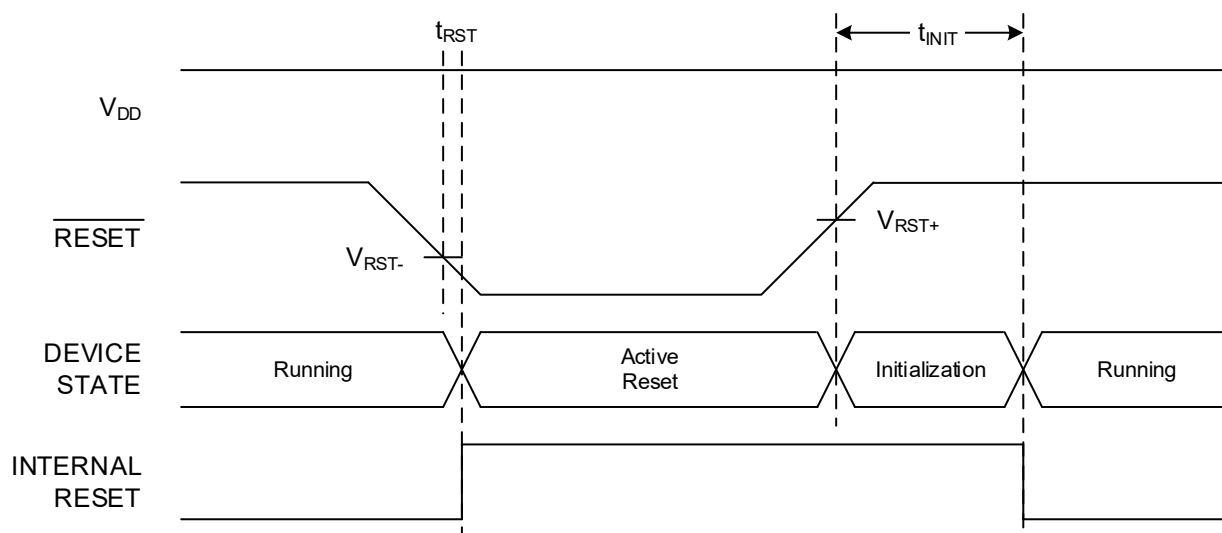 tRST
tINIT
VDD
RESET
VRST-
VRST+
DEVICE
STATE
Running
Active
Reset
Initialization
Running
INTERNAL
RESET